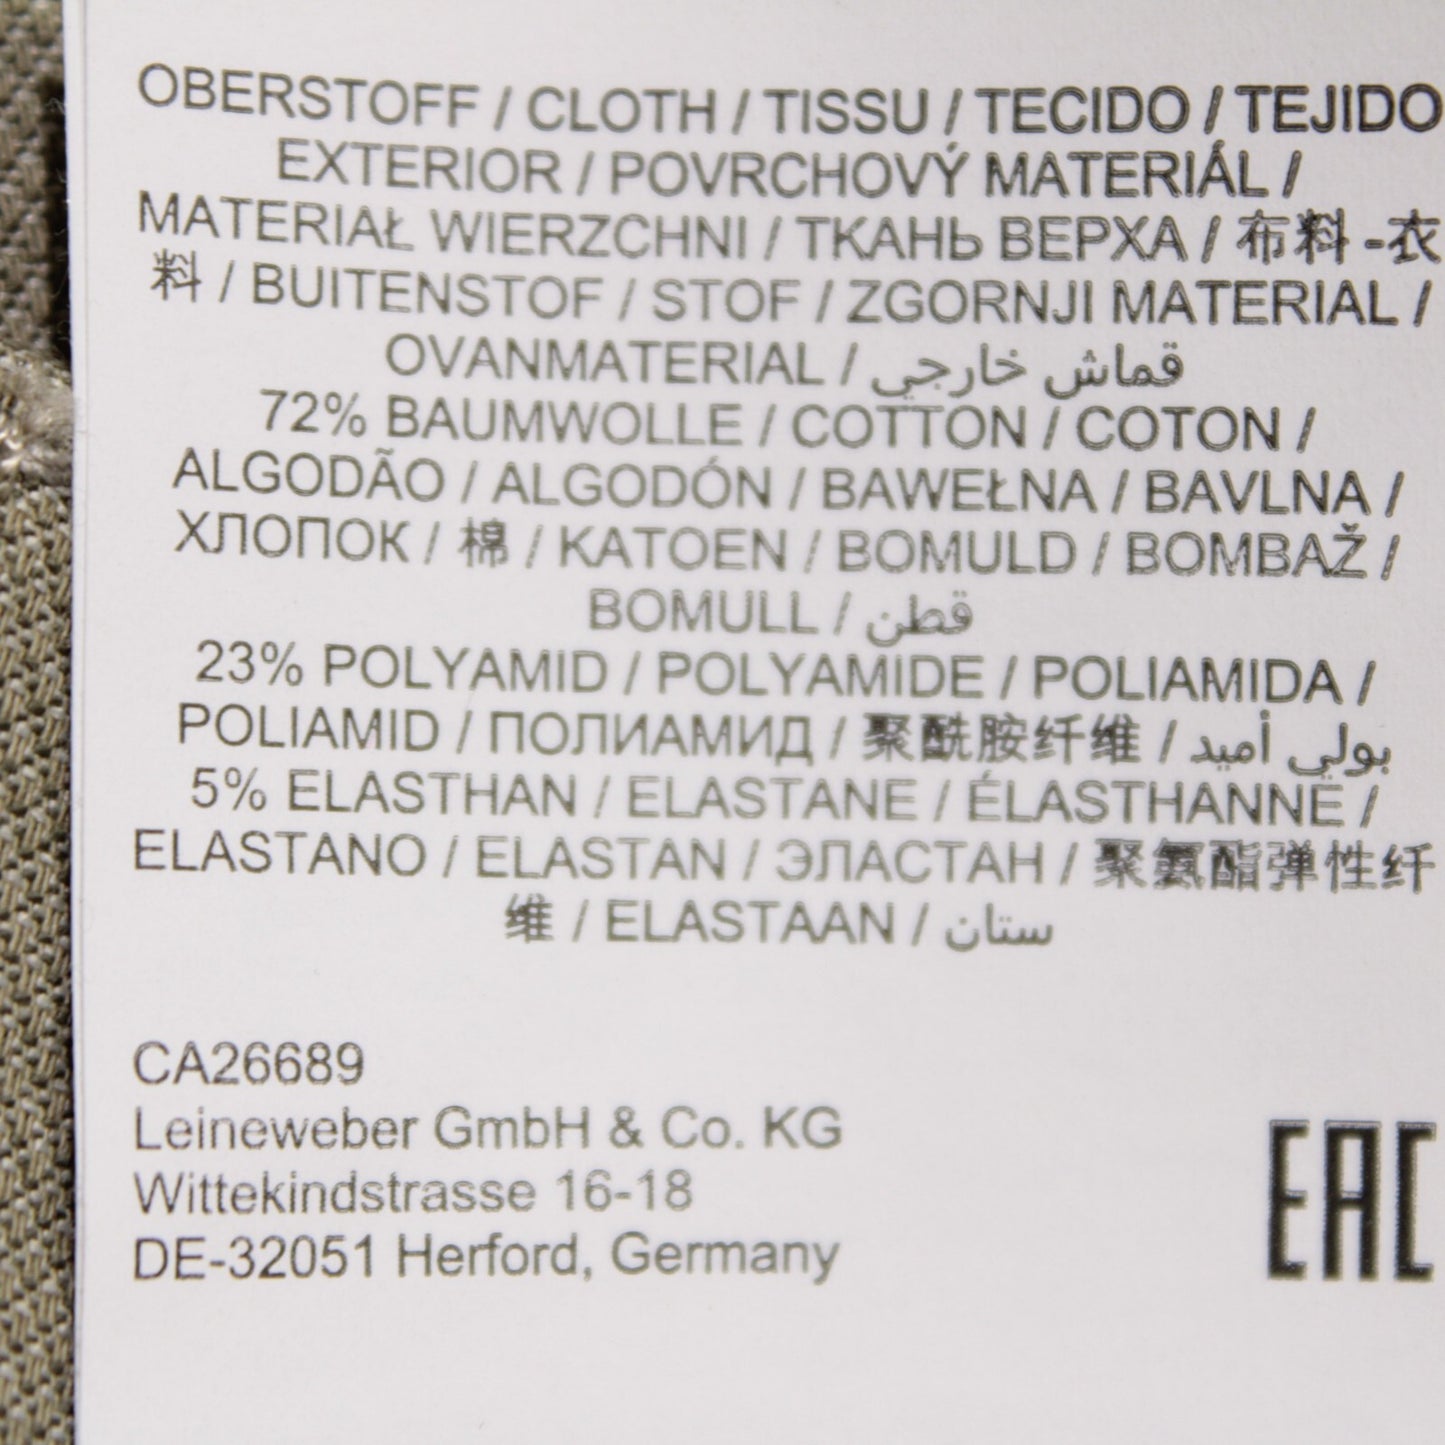 OBERSTOFF / CLOTH / TISSU / TECIDO / TEJIDO
EXTERIOR / POVRCHOVÝ MATERIÁL /
MATERIAŁ WIERZCHNI / ТКАНЬ ВЕРХА / 布料 -衣
料 / BUITENSTOF / STOF / ZGORNJI MATERIAL /
OVANMATERIAL / قماش خارجي
72% BAUMWOLLE / COTTON / COTON /
ALGODÃO / ALGODÓN / BAWEŁNA / BAVLNA /
ХЛОПОК / 棉 / KATOEN / BOMULD / BOMBAŽ /
BOMULL / قطن
23% POLYAMID / POLYAMIDE / POLIAMIDA /
POLIAMID / ПОЛИАМИД / 聚酰胺纤维 / بولي أميد
5% ELASTHAN / ELASTANE / ÉLASTHANNE /
ELASTANO / ELASTAN / ЭЛАСТАН / 聚氨酯弹性纤
维 / ELASTAAN / ستان
CA26689
Leineweber GmbH & Co. KG
Wittekindstrasse 16-18
DE-32051 Herford, Germany
EAC